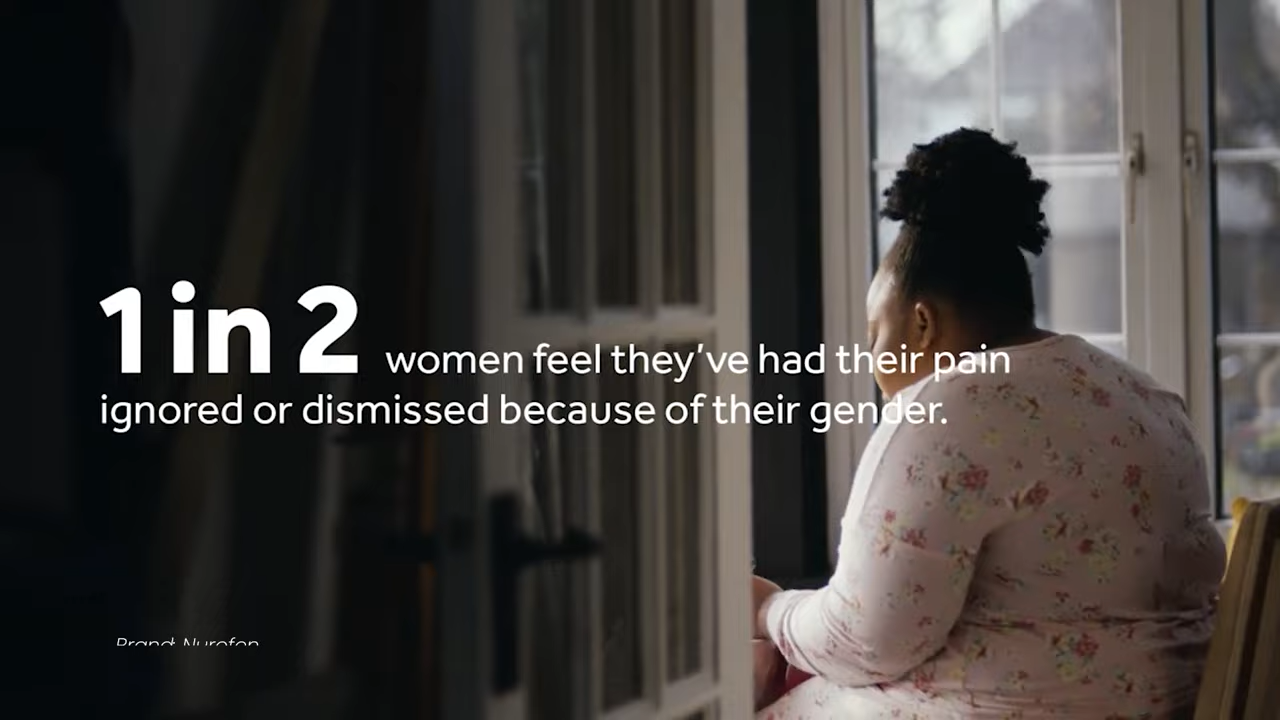 1 in 2 women feel they've had their pain
ignored or dismissed because of their gender.
Brand: Nurofen